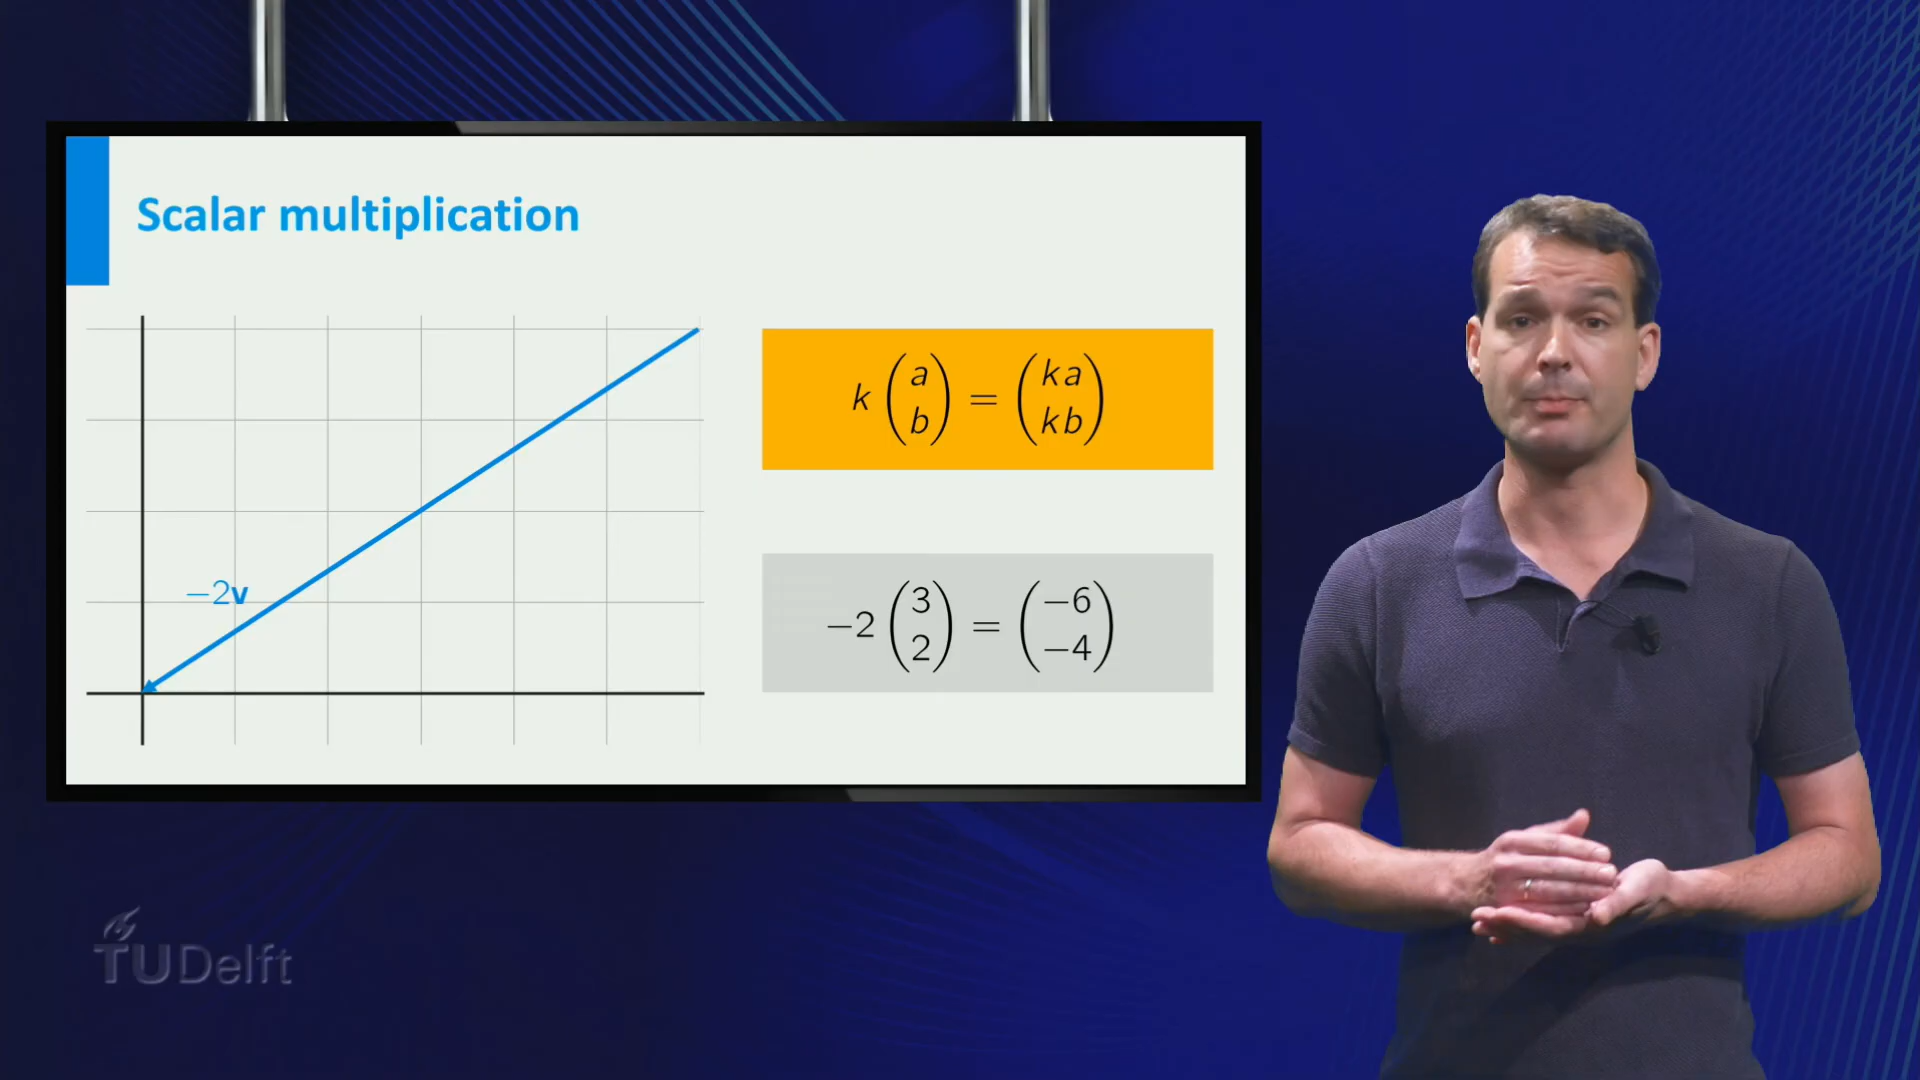 Scalar multiplication
−2v
k (a b) = (ka kb)
−2 (3 2) = (−6 −4)
TUDelft